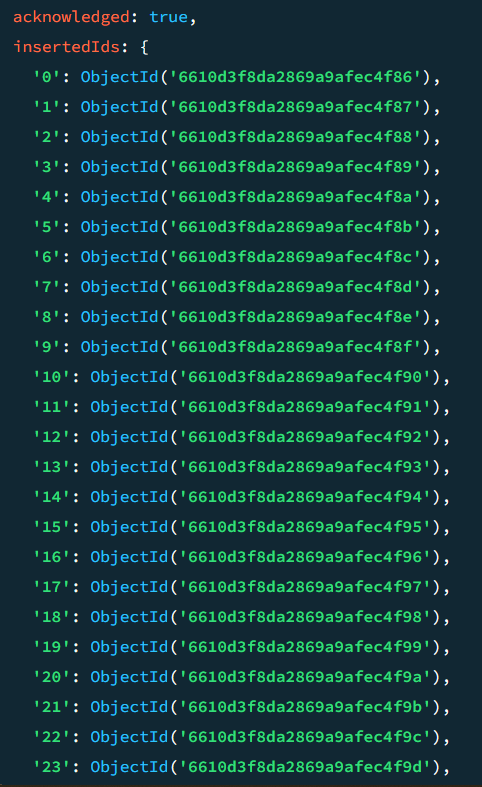 acknowledged: true,
insertedIds: {
'0': ObjectId('6610d3f8da2869a9afec4f86'),
'1': ObjectId('6610d3f8da2869a9afec4f87'),
'2': ObjectId('6610d3f8da2869a9afec4f88'),
'3': ObjectId('6610d3f8da2869a9afec4f89'),
'4': ObjectId('6610d3f8da2869a9afec4f8a'),
'5': ObjectId('6610d3f8da2869a9afec4f8b'),
'6': ObjectId('6610d3f8da2869a9afec4f8c'),
'7': ObjectId('6610d3f8da2869a9afec4f8d'),
'8': ObjectId('6610d3f8da2869a9afec4f8e'),
'9': ObjectId('6610d3f8da2869a9afec4f8f'),
'10': ObjectId('6610d3f8da2869a9afec4f90'),
'11': ObjectId('6610d3f8da2869a9afec4f91'),
'12': ObjectId('6610d3f8da2869a9afec4f92'),
'13': ObjectId('6610d3f8da2869a9afec4f93'),
'14': ObjectId('6610d3f8da2869a9afec4f94'),
'15': ObjectId('6610d3f8da2869a9afec4f95'),
'16': ObjectId('6610d3f8da2869a9afec4f96'),
'17': ObjectId('6610d3f8da2869a9afec4f97'),
'18': ObjectId('6610d3f8da2869a9afec4f98'),
'19': ObjectId('6610d3f8da2869a9afec4f99'),
'20': ObjectId('6610d3f8da2869a9afec4f9a'),
'21': ObjectId('6610d3f8da2869a9afec4f9b'),
'22': ObjectId('6610d3f8da2869a9afec4f9c'),
'23': ObjectId('6610d3f8da2869a9afec4f9d'),